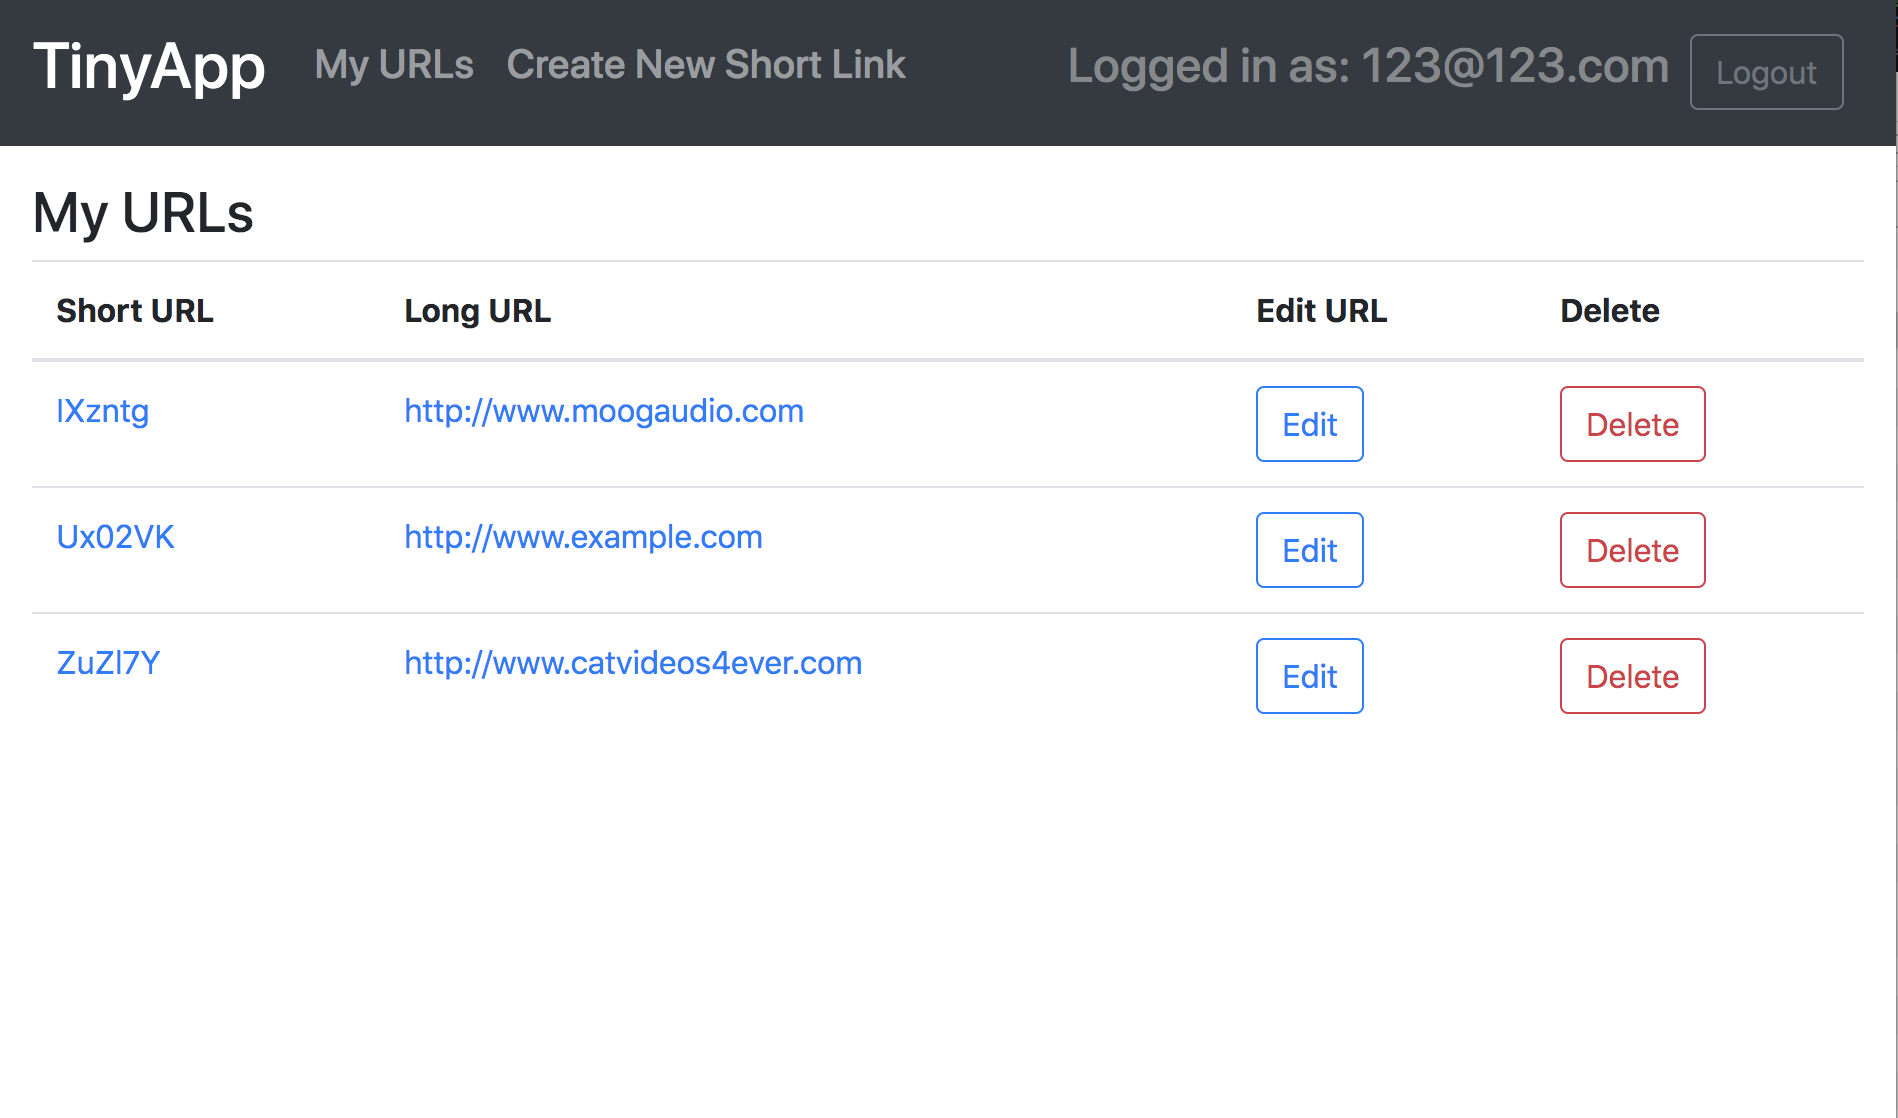 TinyApp My URLs Create New Short Link Logged in as: 123@123.com Logout
My URLs
Short URL Long URL Edit URL Delete
lXzntg http://www.moogaudio.com Edit Delete
Ux02VK http://www.example.com Edit Delete
ZuZl7Y http://www.catvideos4ever.com Edit Delete